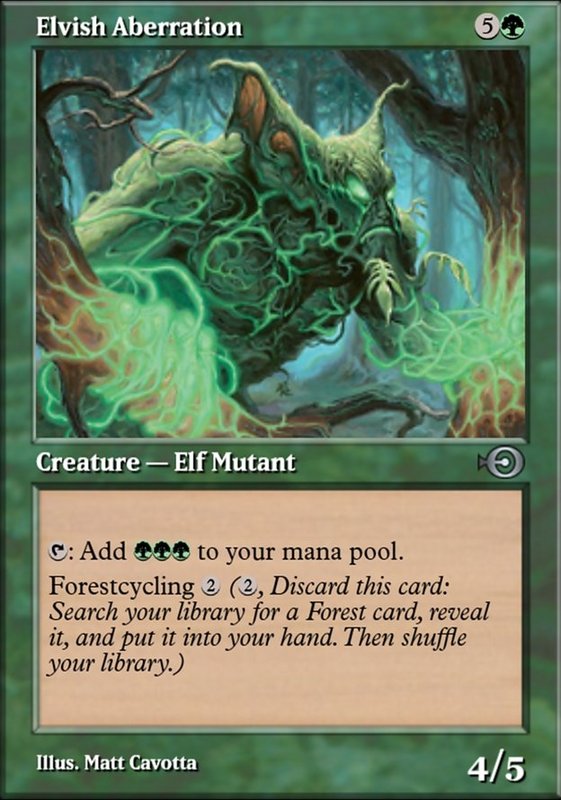 Elvish Aberration 5
Creature — Elf Mutant
: Add to your mana pool.
Forestcycling 2 (2, Discard this card:
Search your library for a Forest card, reveal
it, and put it into your hand. Then shuffle
your library.)
Illus. Matt Cavotta
4/5